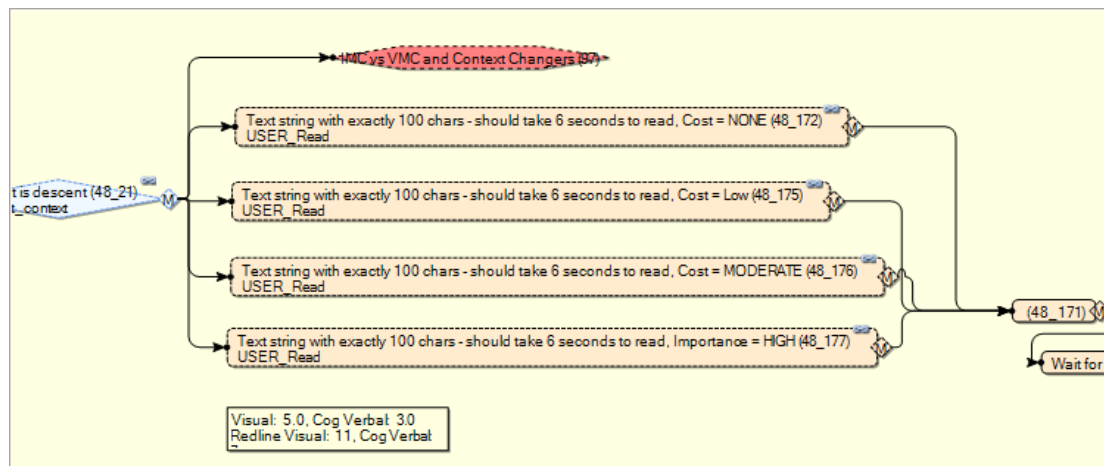 IMC vs VMC and Context Changers (97)
Text string with exactly 100 chars - should take 6 seconds to read, Cost = NONE (48_172)
USER_Read
M
t is descent (48_21)
t_context
M
Text string with exactly 100 chars - should take 6 seconds to read, Cost = Low (48_175)
USER_Read
M
Text string with exactly 100 chars - should take 6 seconds to read, Cost = MODERATE (48_176)
USER_Read
M
(48_171)
M
Text string with exactly 100 chars - should take 6 seconds to read, Importance = HIGH (48_177)
USER_Read
M
Wait for
Visual: 5.0, Cog Verbal: 3.0
Redline Visual: 11, Cog Verbal: